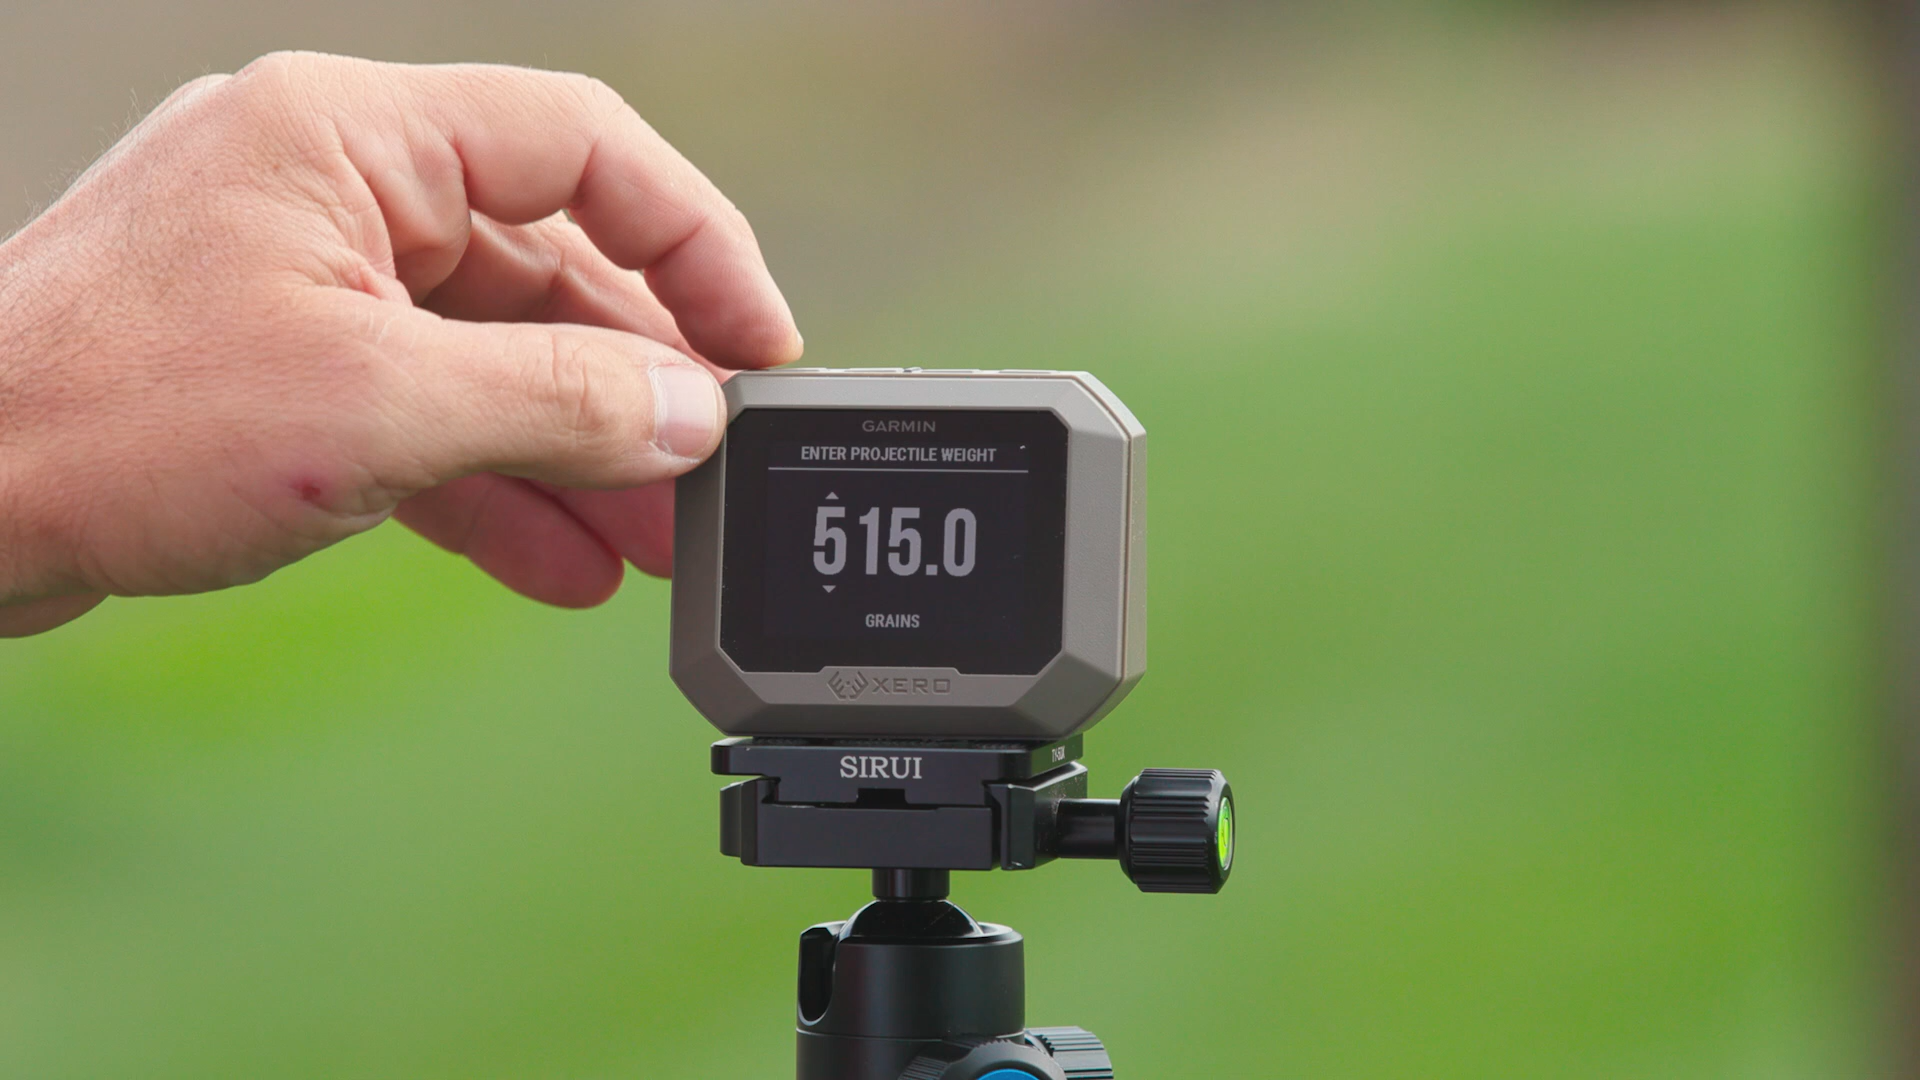 GARMIN
ENTER PROJECTILE WEIGHT
515.0
GRAINS
XERO
SIRUI